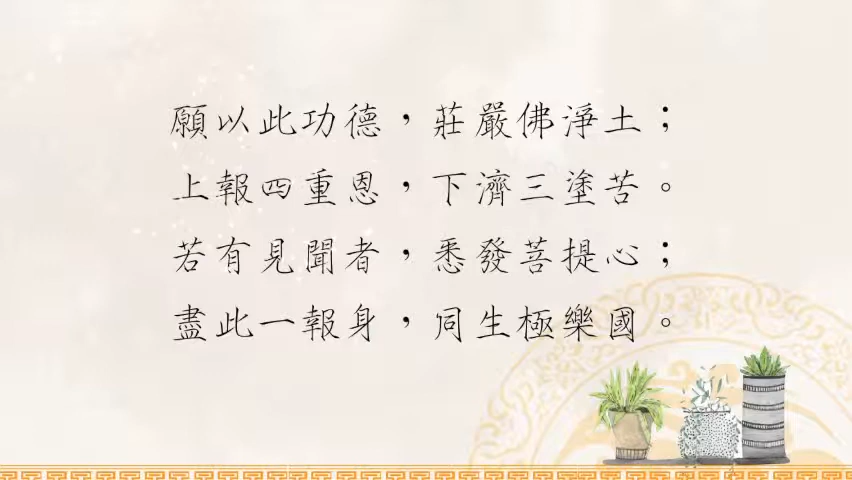 願以此功德，莊嚴佛淨土；
上報四重恩，下濟三塗苦。
若有見聞者，悉發菩提心；
盡此一報身，同生極樂國。